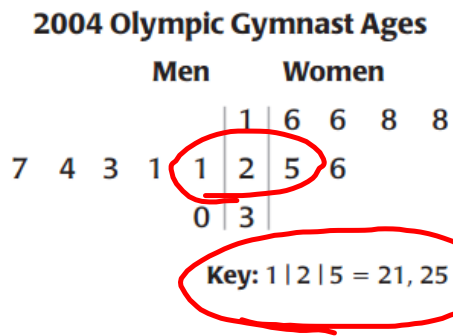 2004 Olympic Gymnast Ages
Men Women
| 1 | 6 6 8 8
7 4 3 1 1 | 2 | 5 6
0 | 3 |
Key: 1 | 2 | 5 = 21, 25